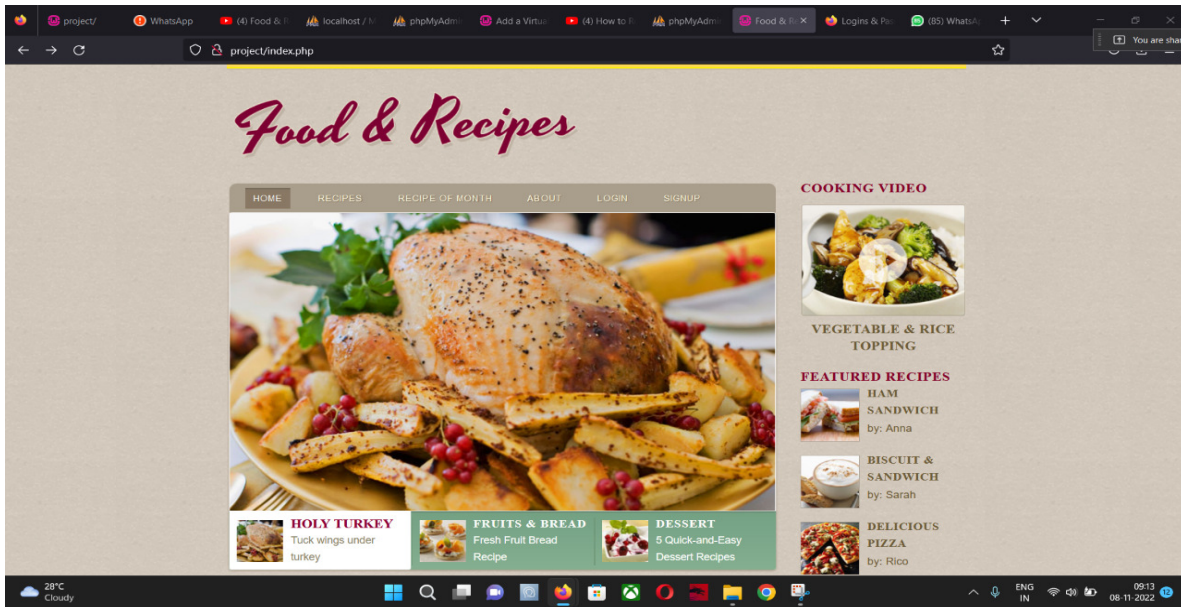 project/
WhatsApp
(4) Food & R
localhost / M
phpMyAdmi
Add a Virtua
(4) How to R
phpMyAdmi
Food & Re
Logins & Pas
(85) WhatsAp
project/index.php
You are shar
Food & Recipes
HOME RECIPES RECIPE OF MONTH ABOUT LOGIN SIGNUP
COOKING VIDEO
VEGETABLE & RICE
TOPPING
FEATURED RECIPES
HAM
SANDWICH
by: Anna
BISCUIT &
SANDWICH
by: Sarah
DELICIOUS
PIZZA
by: Rico
HOLY TURKEY
Tuck wings under
turkey
FRUITS & BREAD
Fresh Fruit Bread
Recipe
DESSERT
5 Quick-and-Easy
Dessert Recipes
28°C
Cloudy
ENG
IN
09:13
08-11-2022
12